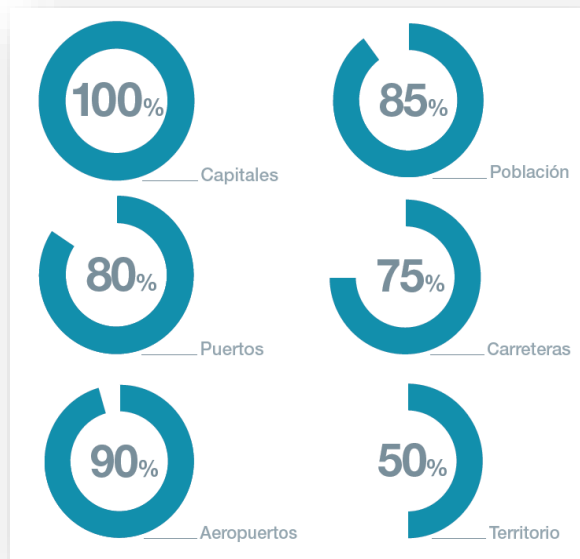 100%
Capitales
85%
Población
80%
Puertos
75%
Carreteras
90%
Aeropuertos
50%
Territorio